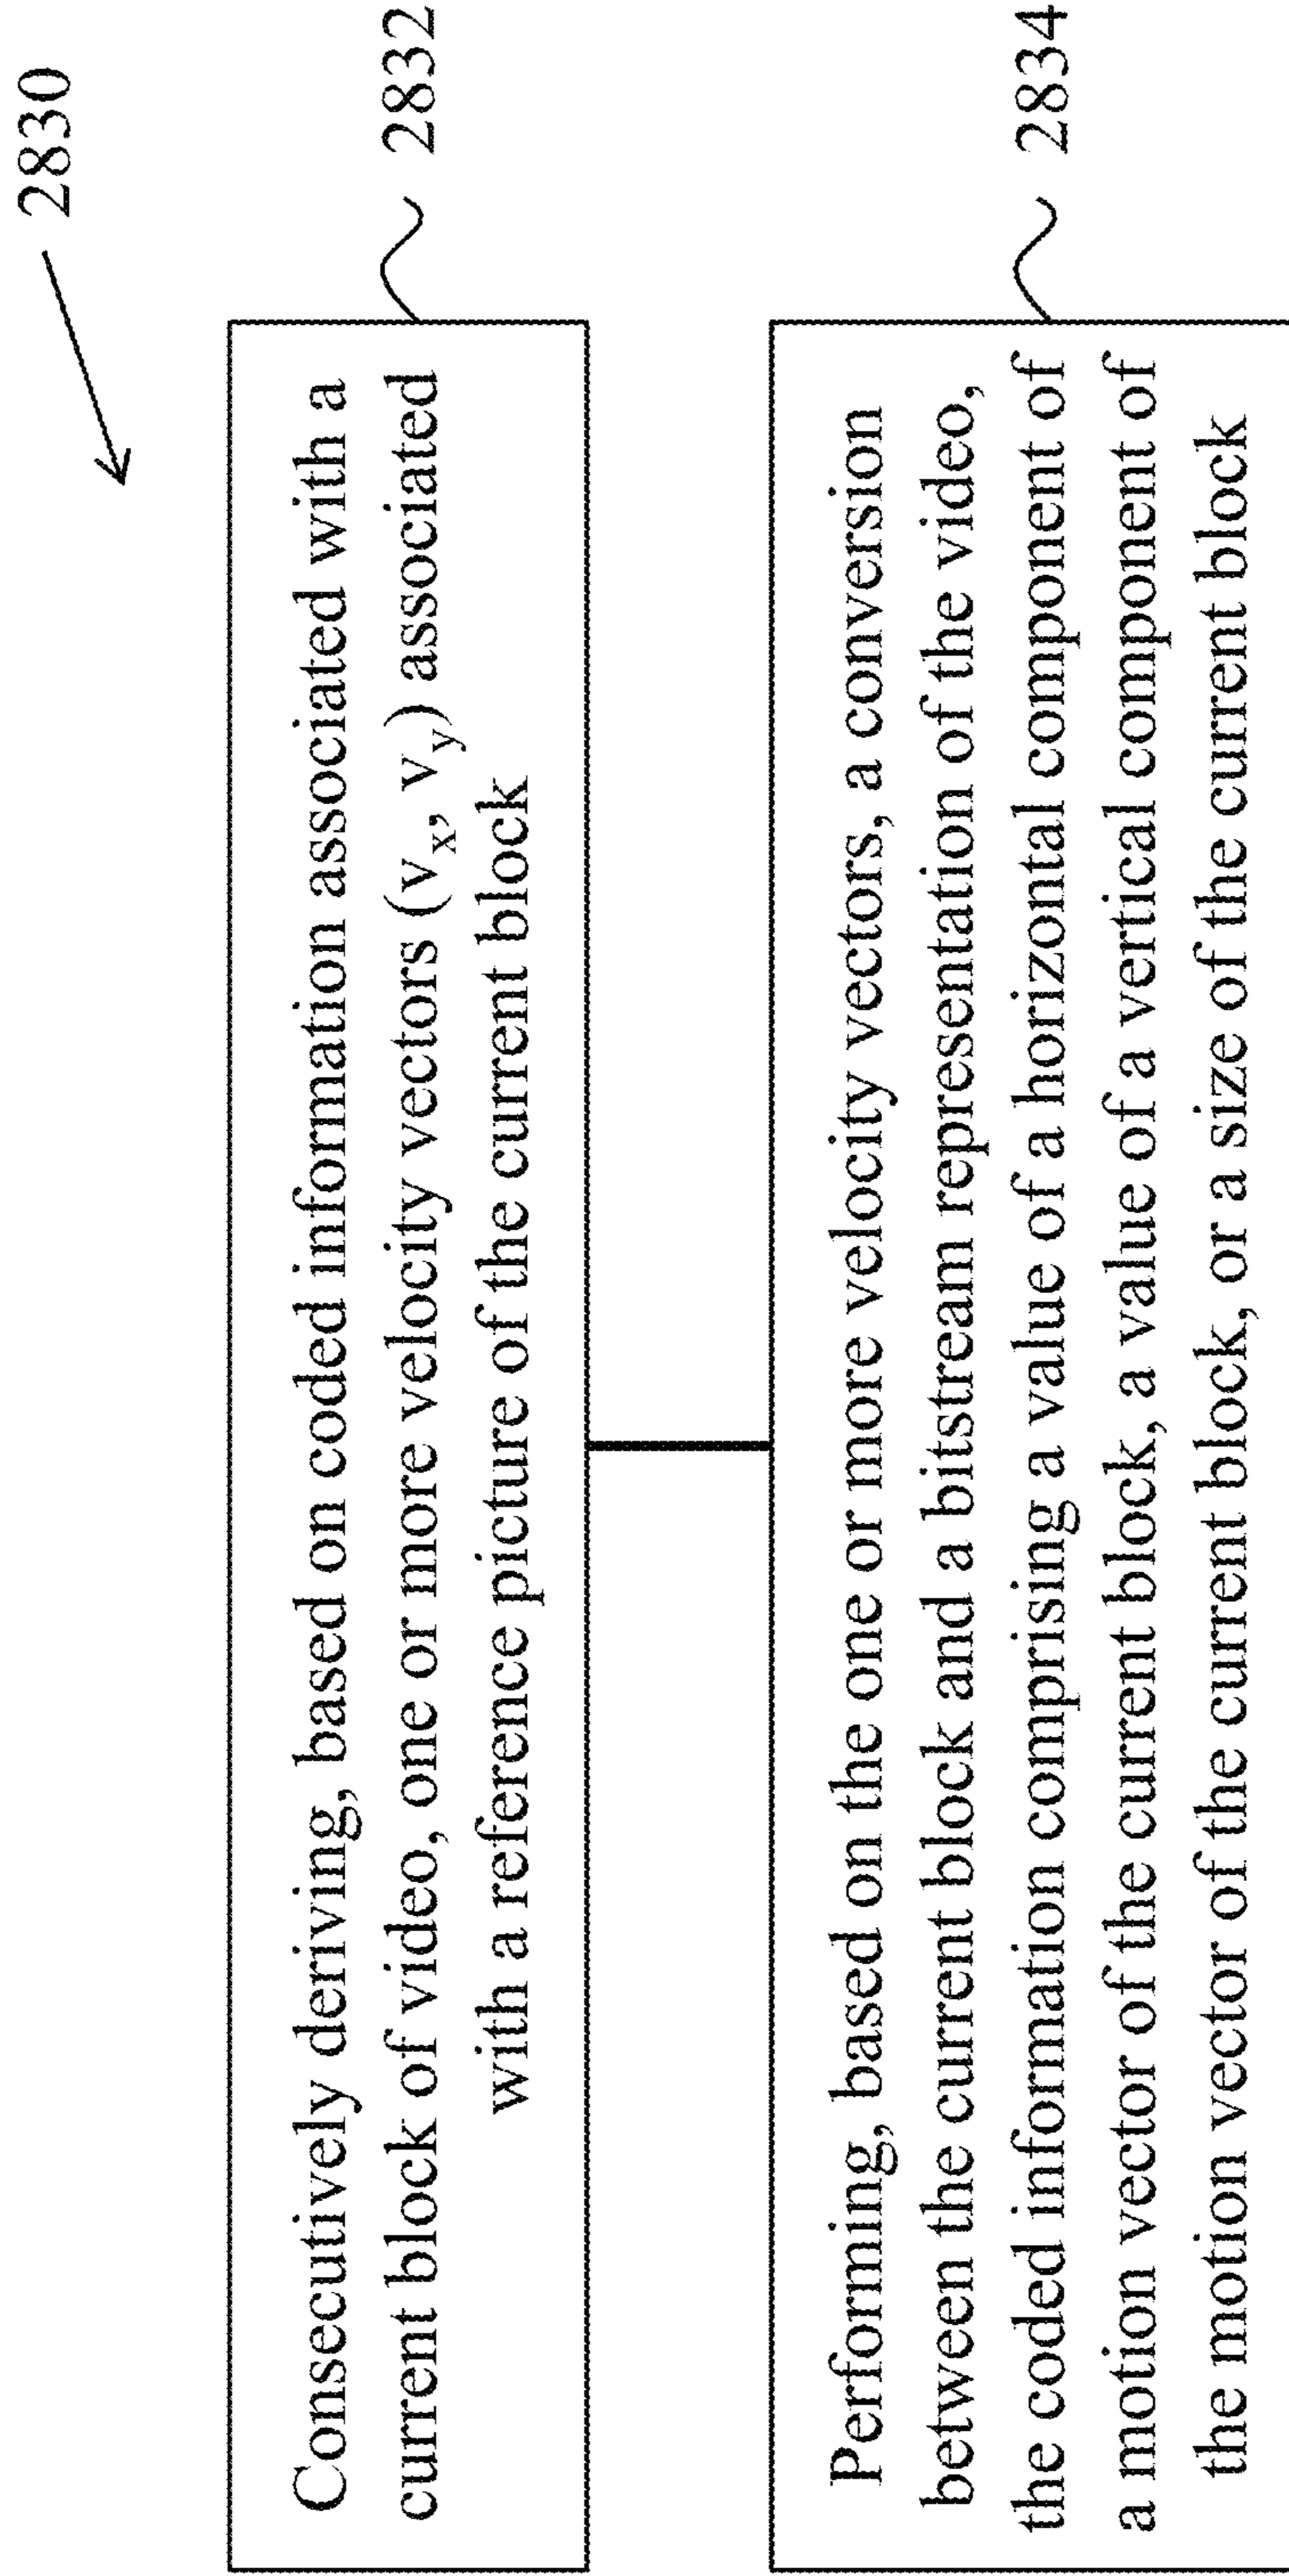 2830
Consecutively deriving, based on coded information associated with a
current block of video, one or more velocity vectors (vx, vy) associated
with a reference picture of the current block
2832
Performing, based on the one or more velocity vectors, a conversion
between the current block and a bitstream representation of the video,
the coded information comprising a value of a horizontal component of
a motion vector of the current block, a value of a vertical component of
the motion vector of the current block, or a size of the current block
2834